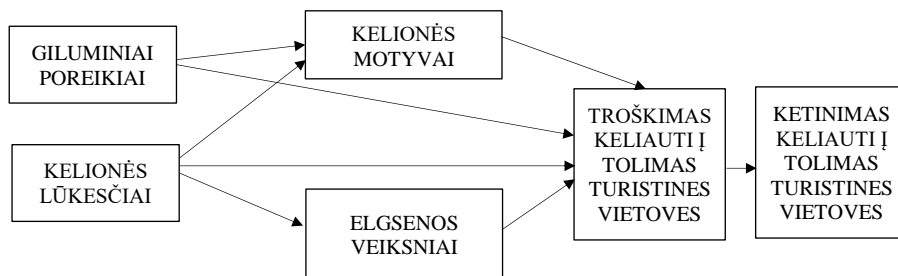 GILUMINIAI
POREIKIAI
KELIONĖS
MOTYVAI
KELIONĖS
LŪKESČIAI
ELGSENOS
VEIKSNIAI
TROŠKIMAS
KELIAUTI Į
TOLIMAS
TURISTINES
VIETOVES
KETINIMAS
KELIAUTI Į
TOLIMAS
TURISTINES
VIETOVES